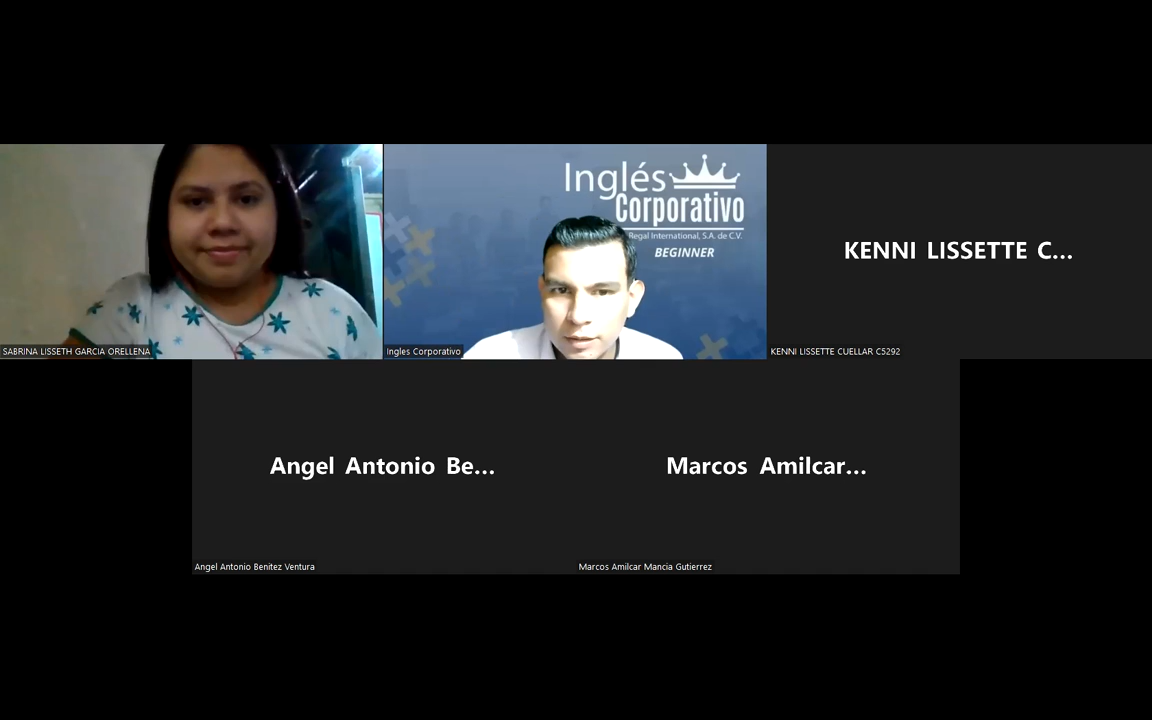 Inglés
Corporativo
Regal International, S.A. de C.V.
BEGINNER
KENNI LISSETTE C...
SABRINA LISSETH GARCIA ORELLENA
Ingles Corporativo
KENNI LISSETTE CUELLAR C5292
Angel Antonio Be...
Marcos Amilcar...
Angel Antonio Benitez Ventura
Marcos Amilcar Mancia Gutierrez